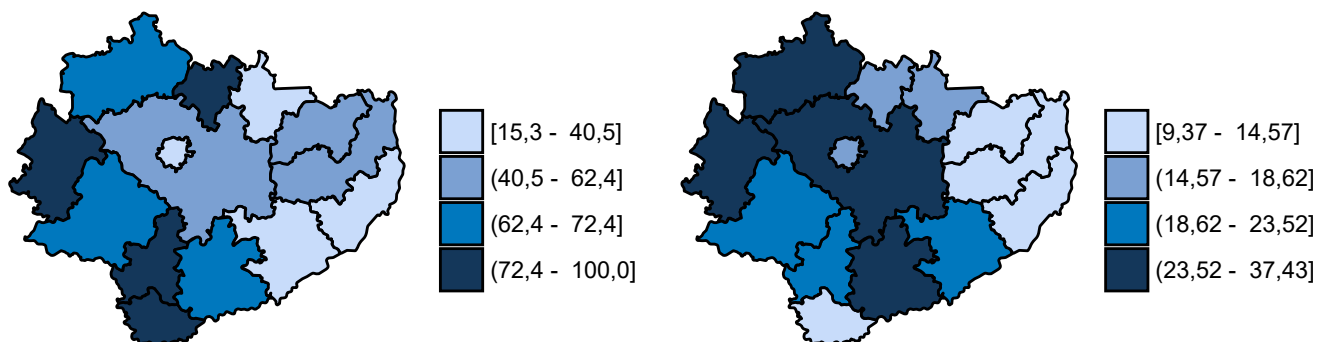 [15,3 - 40,5]
(40,5 - 62,4]
(62,4 - 72,4]
(72,4 - 100,0]
[9,37 - 14,57]
(14,57 - 18,62]
(18,62 - 23,52]
(23,52 - 37,43]